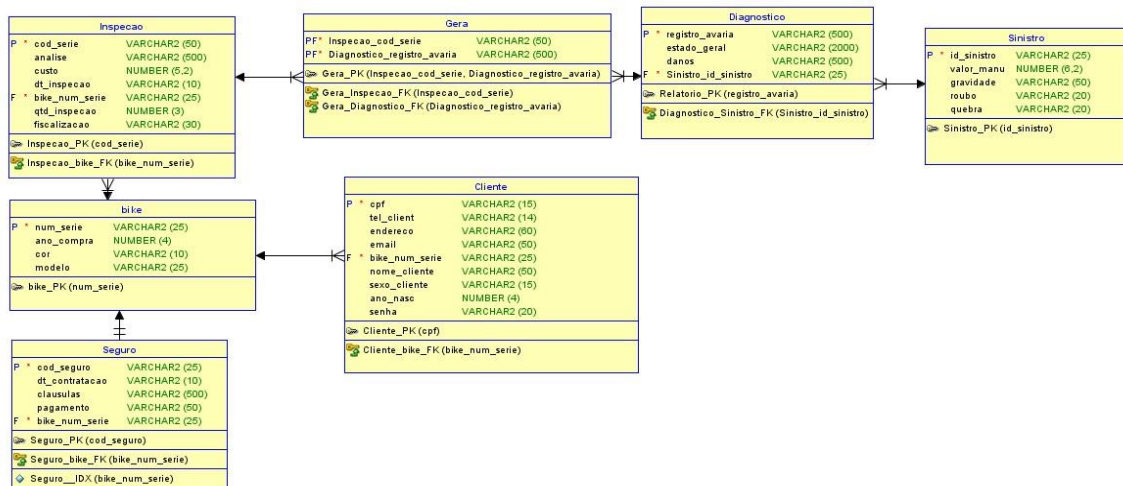 Inspecao
P * cod_serie VARCHAR2 (50)
analise VARCHAR2 (500)
custo NUMBER (5,2)
dt_inspecao VARCHAR2 (10)
F * bike_num_serie VARCHAR2 (25)
qtd_inspecao NUMBER (3)
fiscalizacao VARCHAR2 (30)
Inspecao_PK (cod_serie)
Inspecao_bike_FK (bike_num_serie)
Gera
PF* Inspecao_cod_serie VARCHAR2 (50)
PF* Diagnostico_registro_avaria VARCHAR2 (500)
Gera_PK (Inspecao_cod_serie, Diagnostico_registro_avaria)
Gera_Inspecao_FK (Inspecao_cod_serie)
Gera_Diagnostico_FK (Diagnostico_registro_avaria)
Diagnostico
P * registro_avaria VARCHAR2 (500)
estado_geral VARCHAR2 (2000)
danos VARCHAR2 (500)
F * Sinistro_id_sinistro VARCHAR2 (25)
Relatorio_PK (registro_avaria)
Diagnostico_Sinistro_FK (Sinistro_id_sinistro)
Sinistro
P * id_sinistro VARCHAR2 (25)
valor_manu NUMBER (6,2)
gravidade VARCHAR2 (50)
roubo VARCHAR2 (20)
quebra VARCHAR2 (20)
Sinistro_PK (id_sinistro)
bike
P * num_serie VARCHAR2 (25)
ano_compra NUMBER (4)
cor VARCHAR2 (10)
modelo VARCHAR2 (25)
bike_PK (num_serie)
Cliente
P * cpf VARCHAR2 (15)
tel_client VARCHAR2 (14)
endereco VARCHAR2 (60)
email VARCHAR2 (50)
F * bike_num_serie VARCHAR2 (25)
nome_cliente VARCHAR2 (50)
sexo_cliente VARCHAR2 (15)
ano_nasc NUMBER (4)
senha VARCHAR2 (20)
Cliente_PK (cpf)
Cliente_bike_FK (bike_num_serie)
Seguro
P * cod_seguro VARCHAR2 (25)
dt_contratacao VARCHAR2 (10)
clausulas VARCHAR2 (500)
pagamento VARCHAR2 (50)
F * bike_num_serie VARCHAR2 (25)
Seguro_PK (cod_seguro)
Seguro_bike_FK (bike_num_serie)
Seguro__IDX (bike_num_serie)